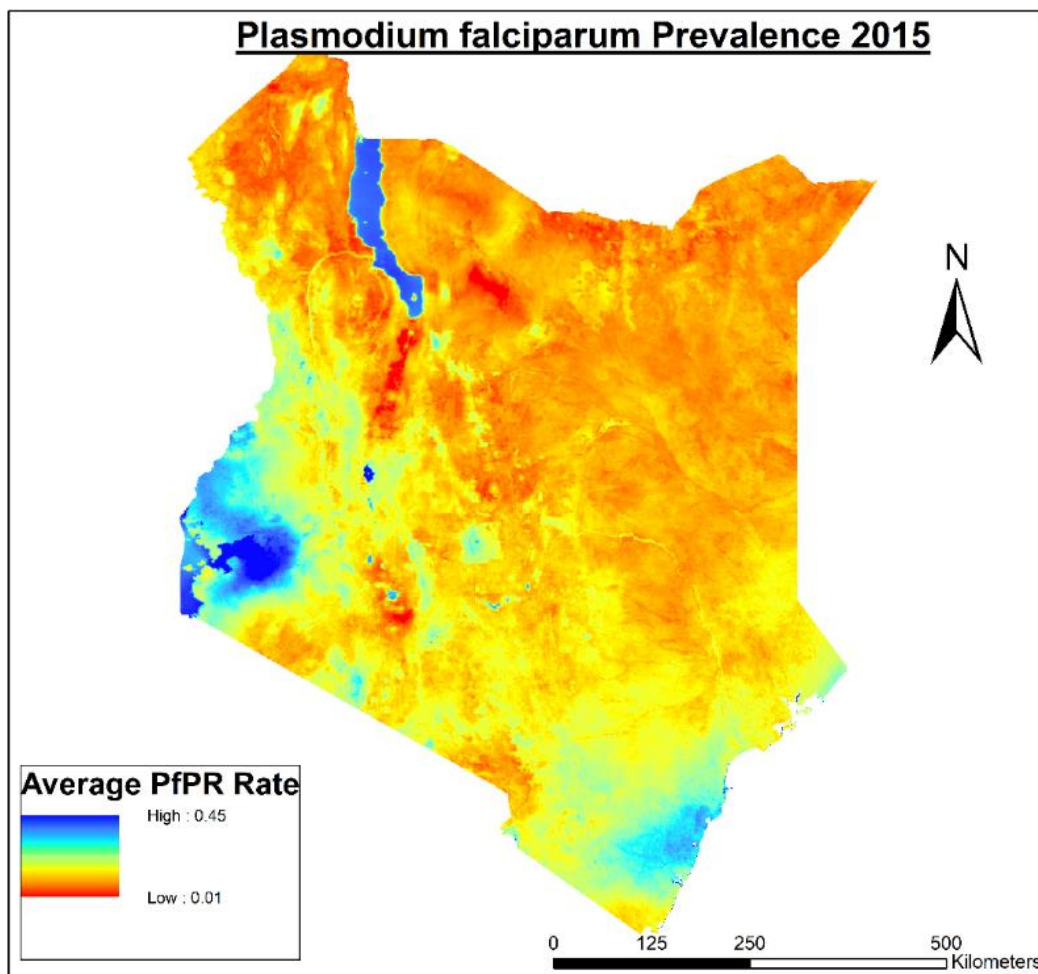 Plasmodium falciparum Prevalence 2015
N
Average PfPR Rate
High : 0.45
Low : 0.01
0 125 250 500
Kilometers